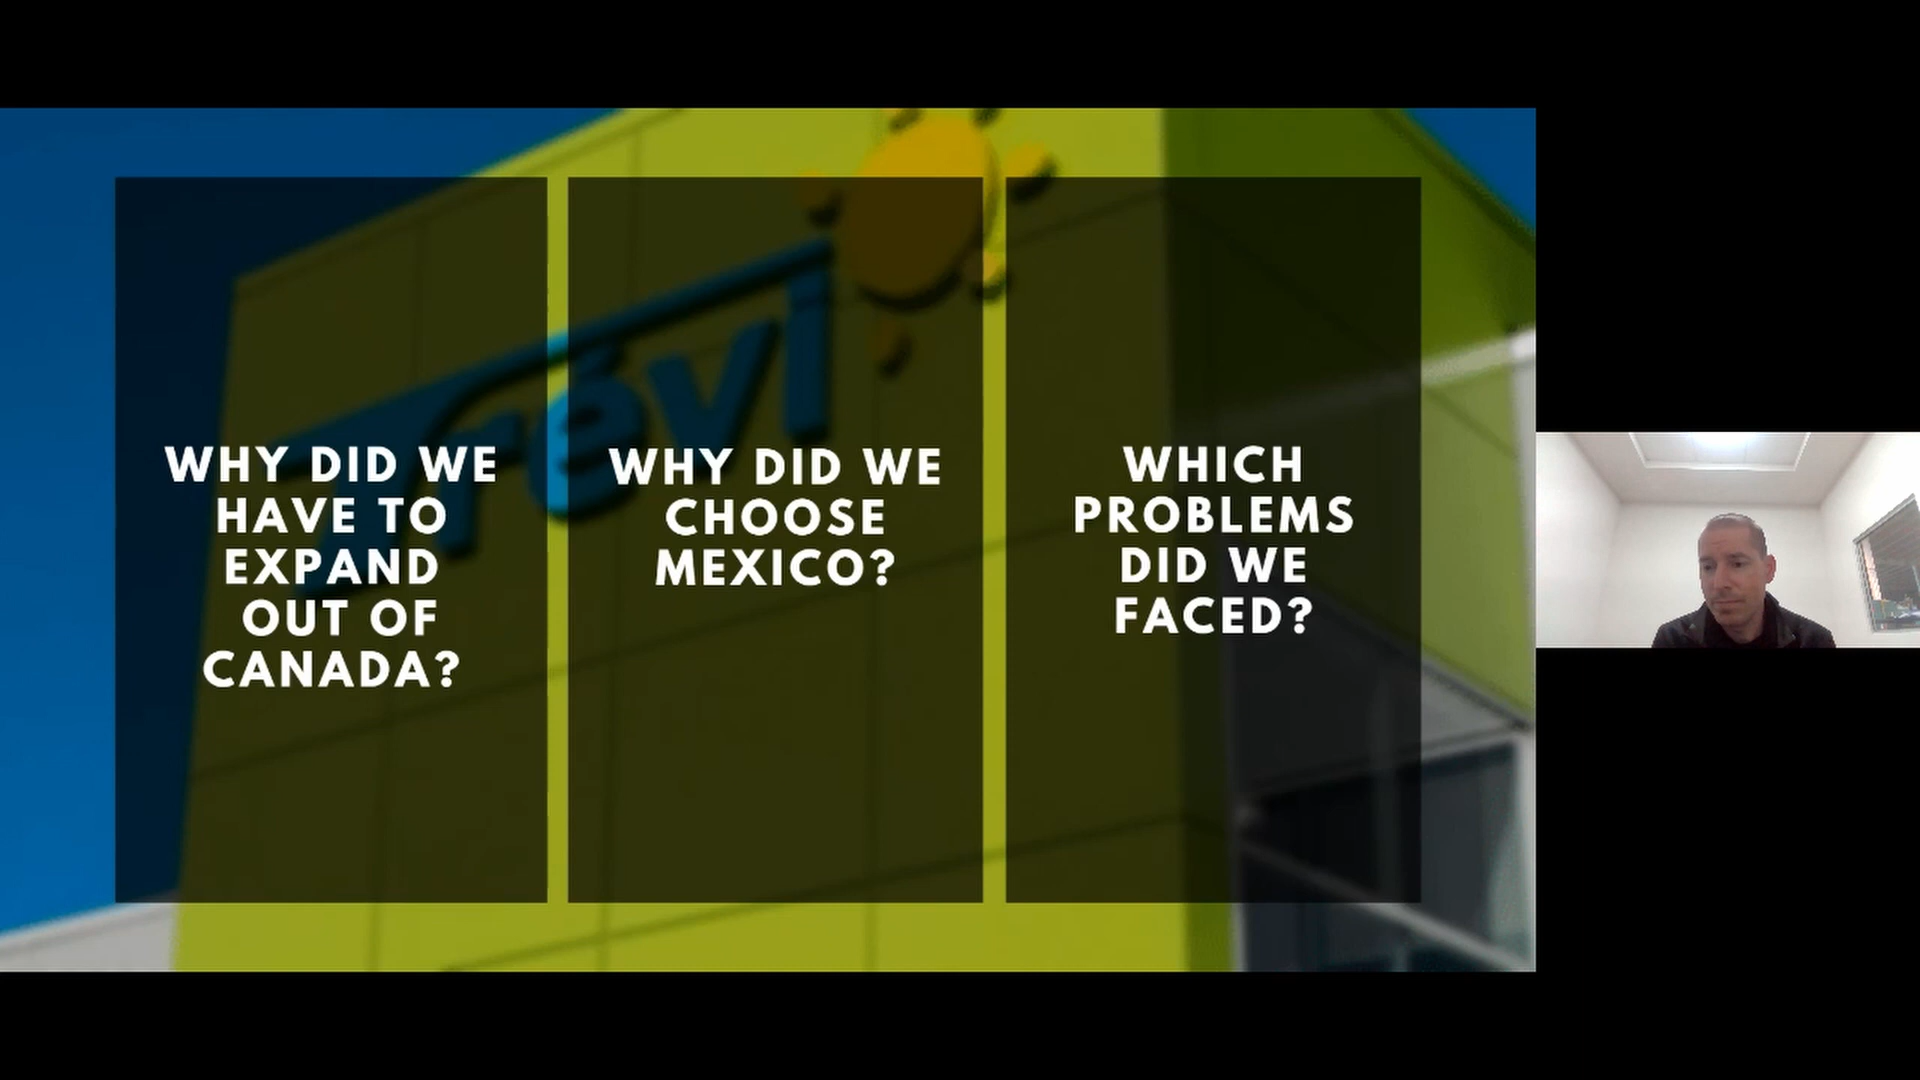 Trévi
WHY DID WE
HAVE TO
EXPAND
OUT OF
CANADA?
WHY DID WE
CHOOSE
MEXICO?
WHICH
PROBLEMS
DID WE
FACED?